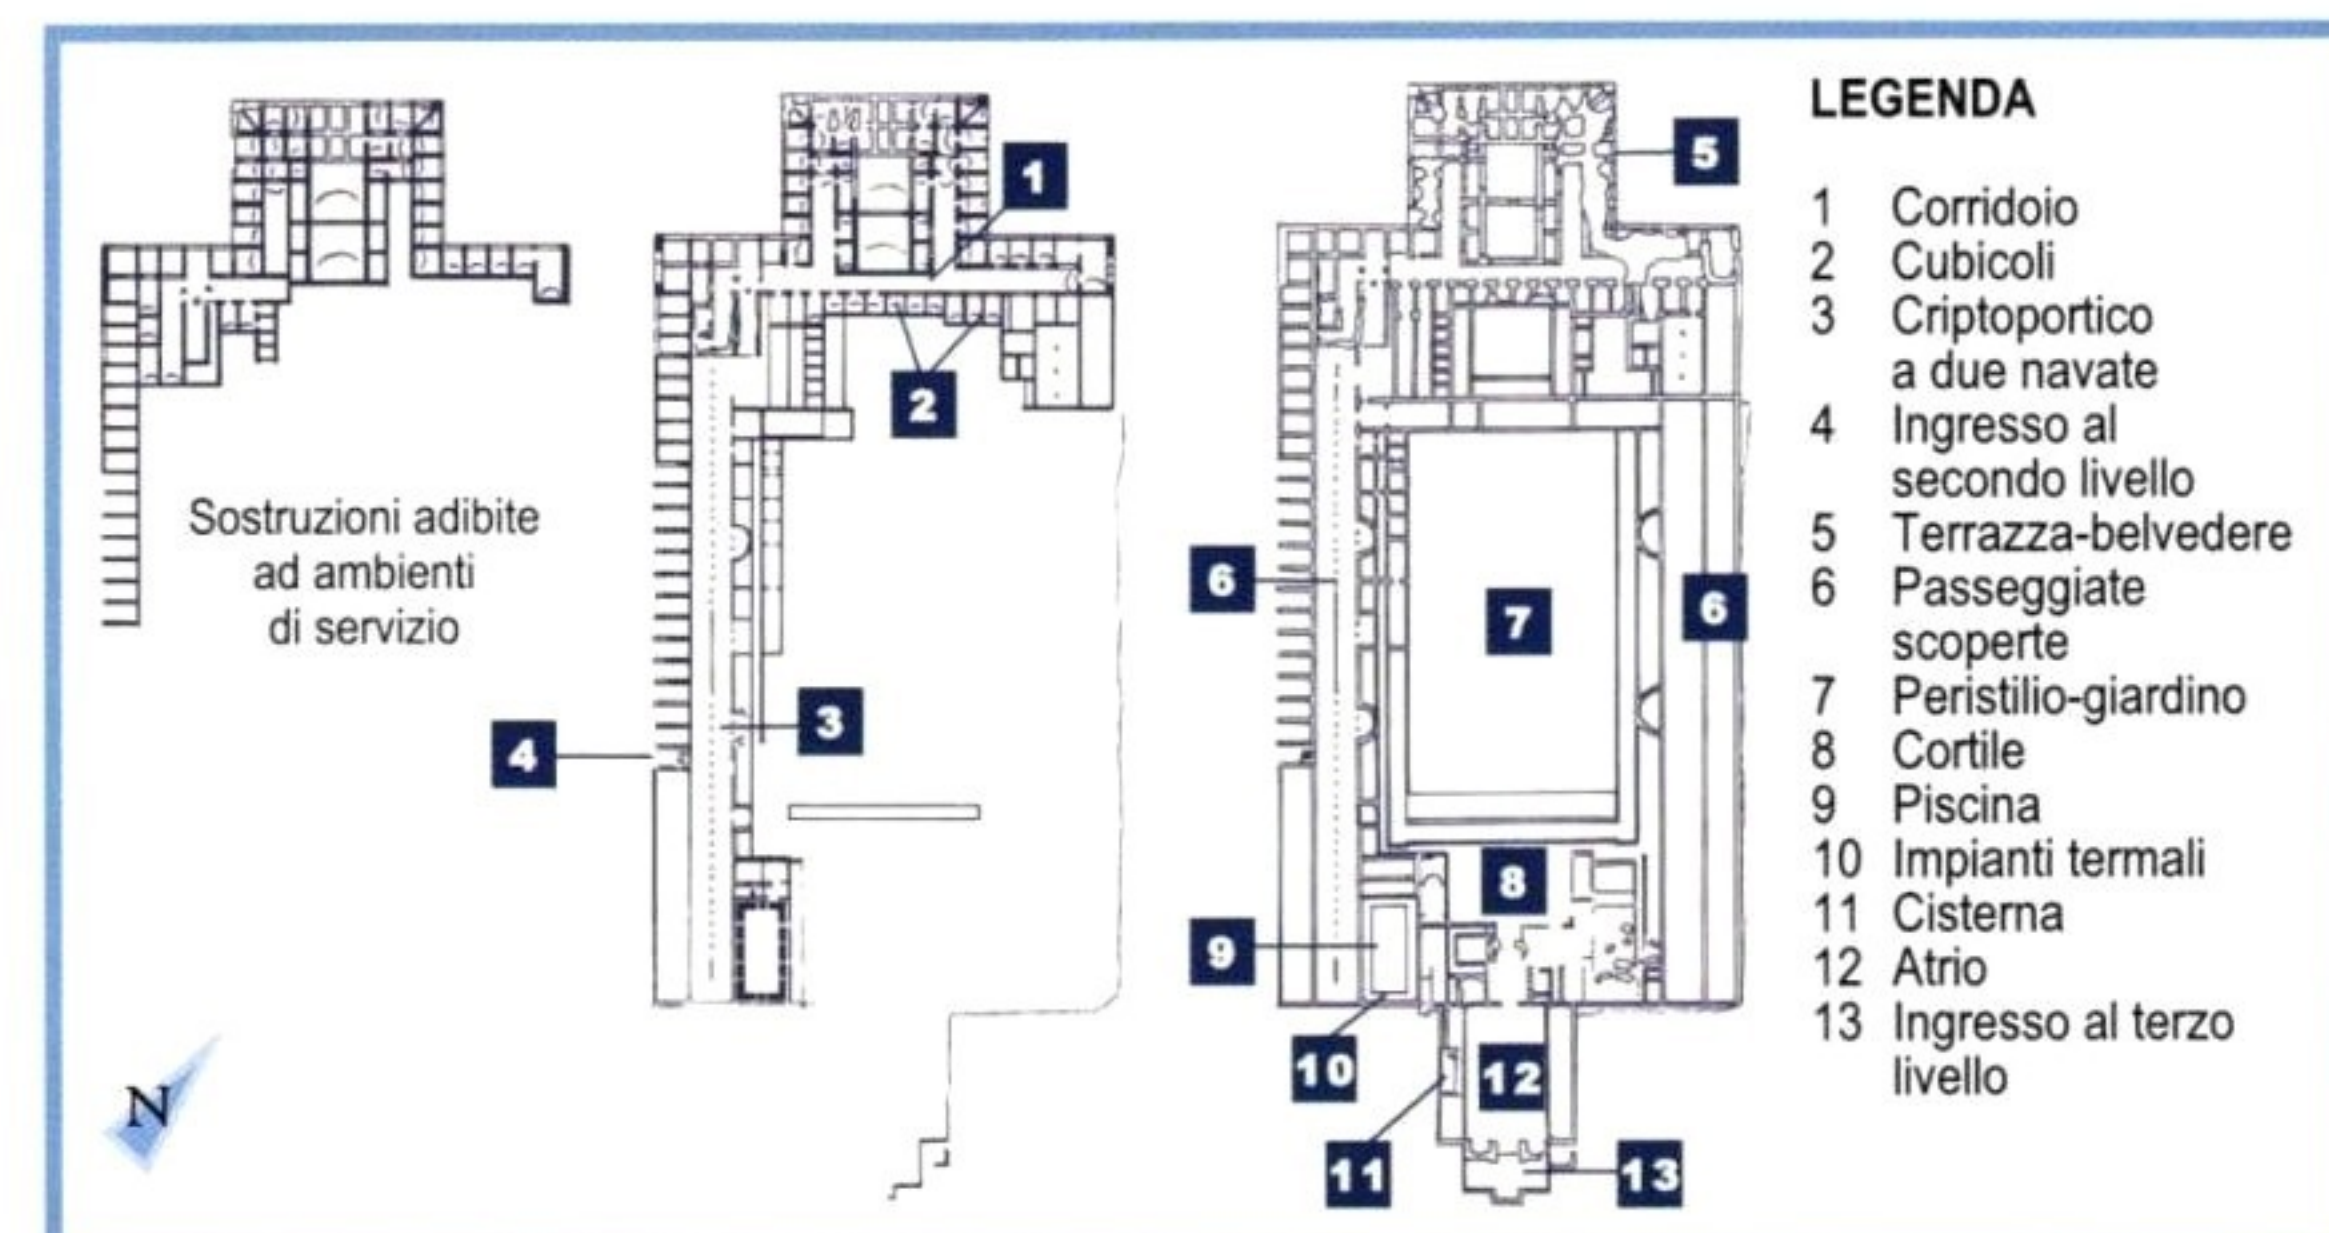 1
5
2
Sostruzioni adibite
ad ambienti
di servizio
6
7
6
4
3
8
9
10
12
11
13
N
LEGENDA
1 Corridoio
2 Cubicoli
3 Criptoportico
a due navate
4 Ingresso al
secondo livello
5 Terrazza-belvedere
6 Passeggiate
scoperte
7 Peristilio-giardino
8 Cortile
9 Piscina
10 Impianti termali
11 Cisterna
12 Atrio
13 Ingresso al terzo
livello